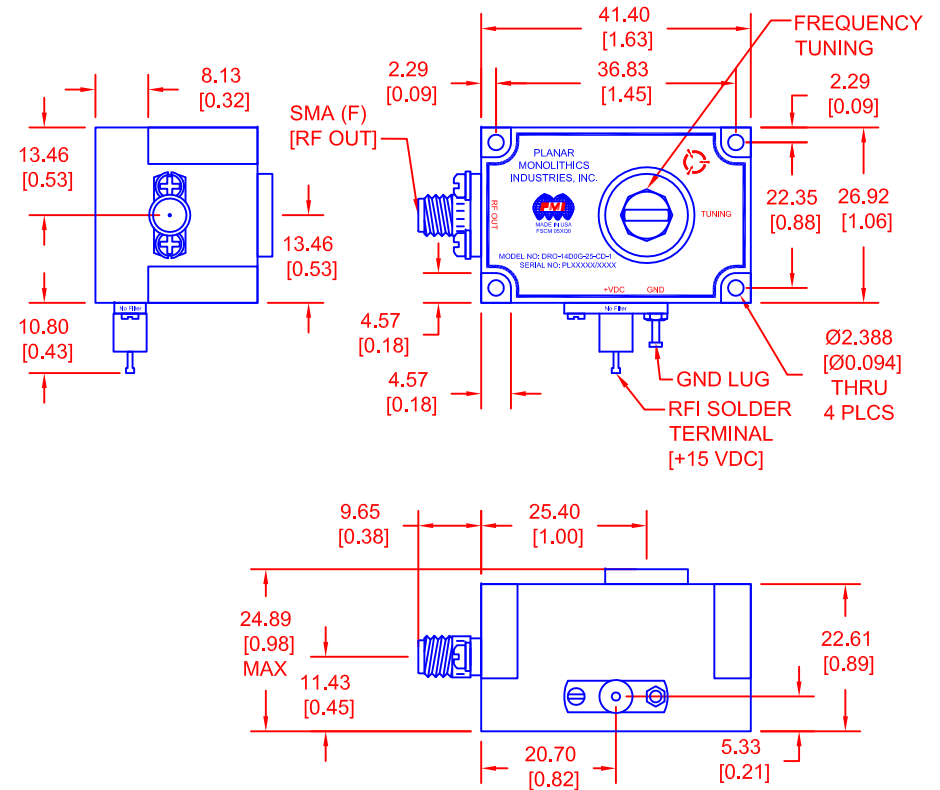 41.40
[1.63]
FREQUENCY
TUNING
8.13
[0.32]
2.29
[0.09]
36.83
[1.45]
2.29
[0.09]
SMA (F)
[RF OUT]
13.46
[0.53]
PLANAR
MONOLITHICS
INDUSTRIES, INC.
RF OUT
PMI
MADE IN USA
FSCM 05XQ0
TUNING
22.35
[0.88]
26.92
[1.06]
13.46
[0.53]
MODEL NO: DRO-14D0G-25-CD-1
SERIAL NO: PLXXXXX/XXXX
+VDC
GND
No Filter
No Filter
10.80
[0.43]
4.57
[0.18]
4.57
[0.18]
Ø2.388
[Ø0.094]
THRU
4 PLCS
GND LUG
RFI SOLDER
TERMINAL
[+15 VDC]
9.65
[0.38]
25.40
[1.00]
24.89
[0.98]
MAX
11.43
[0.45]
22.61
[0.89]
20.70
[0.82]
5.33
[0.21]